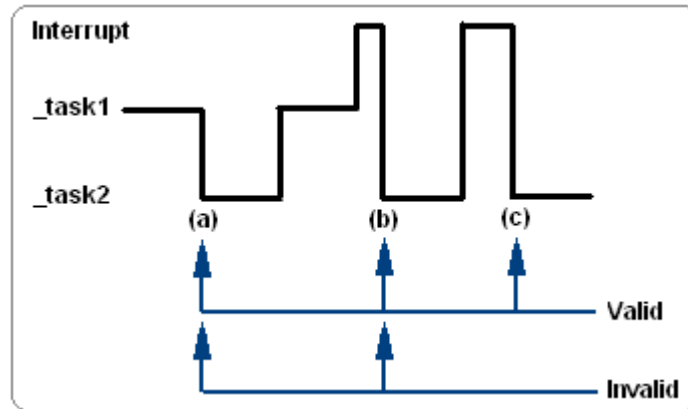 Interrupt
_task1
_task2
(a) (b) (c)
Valid
Invalid